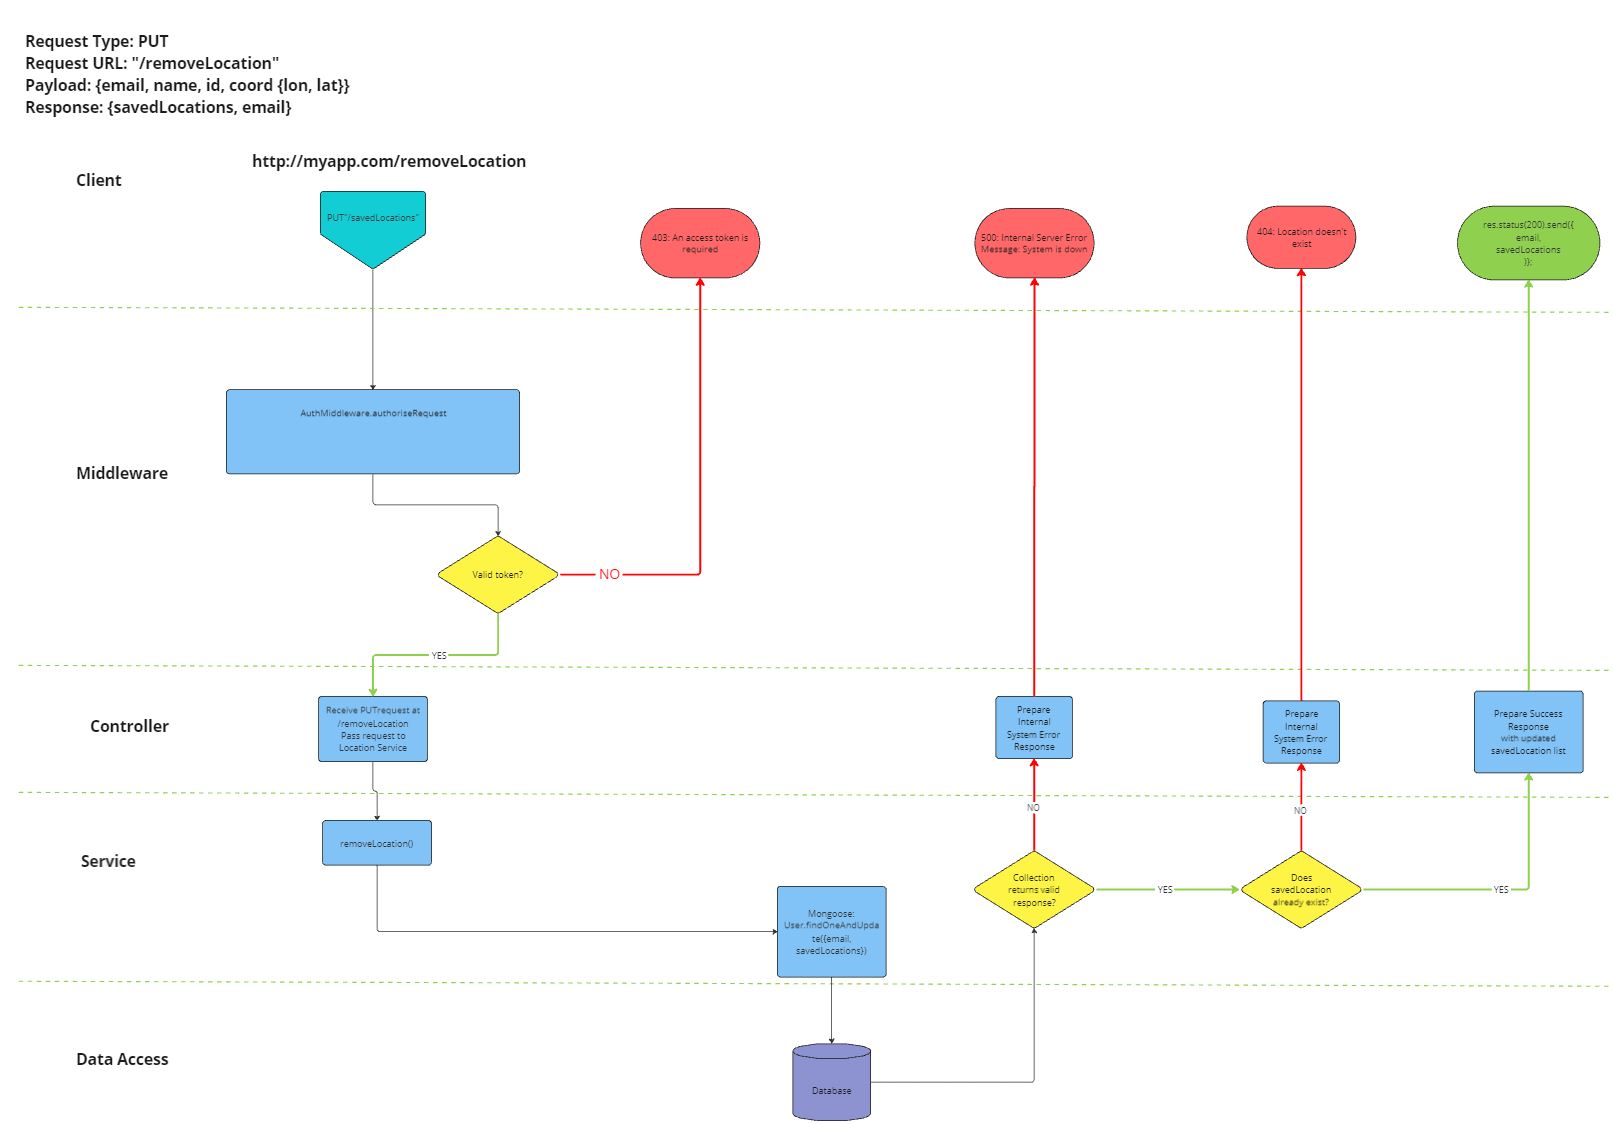 Request Type: PUT
Request URL: "/removeLocation"
Payload: {email, name, id, coord {lon, lat}}
Response: {savedLocations, email}
http://myapp.com/removeLocation
Client
PUT"/savedLocations"
403: An access token is
required
500: Internal Server Error
Message: System is down
404: Location doesn't
exist
res.status(200).send({
email,
savedLocations
)};
AuthMiddleware.authoriseRequest
Middleware
Valid token?
NO
YES
Controller
Receive PUTrequest at
/removeLocation
Pass request to
Location Service
Prepare
Internal
System Error
Response
Prepare
Internal
System Error
Response
Prepare Success
Response
with updated
savedLocation list
NO
NO
Service
removeLocation()
Collection
returns valid
response?
YES
Does
savedLocation
already exist?
YES
Mongoose:
User.findOneAndUpda
te({email,
savedLocations})
Data Access
Database